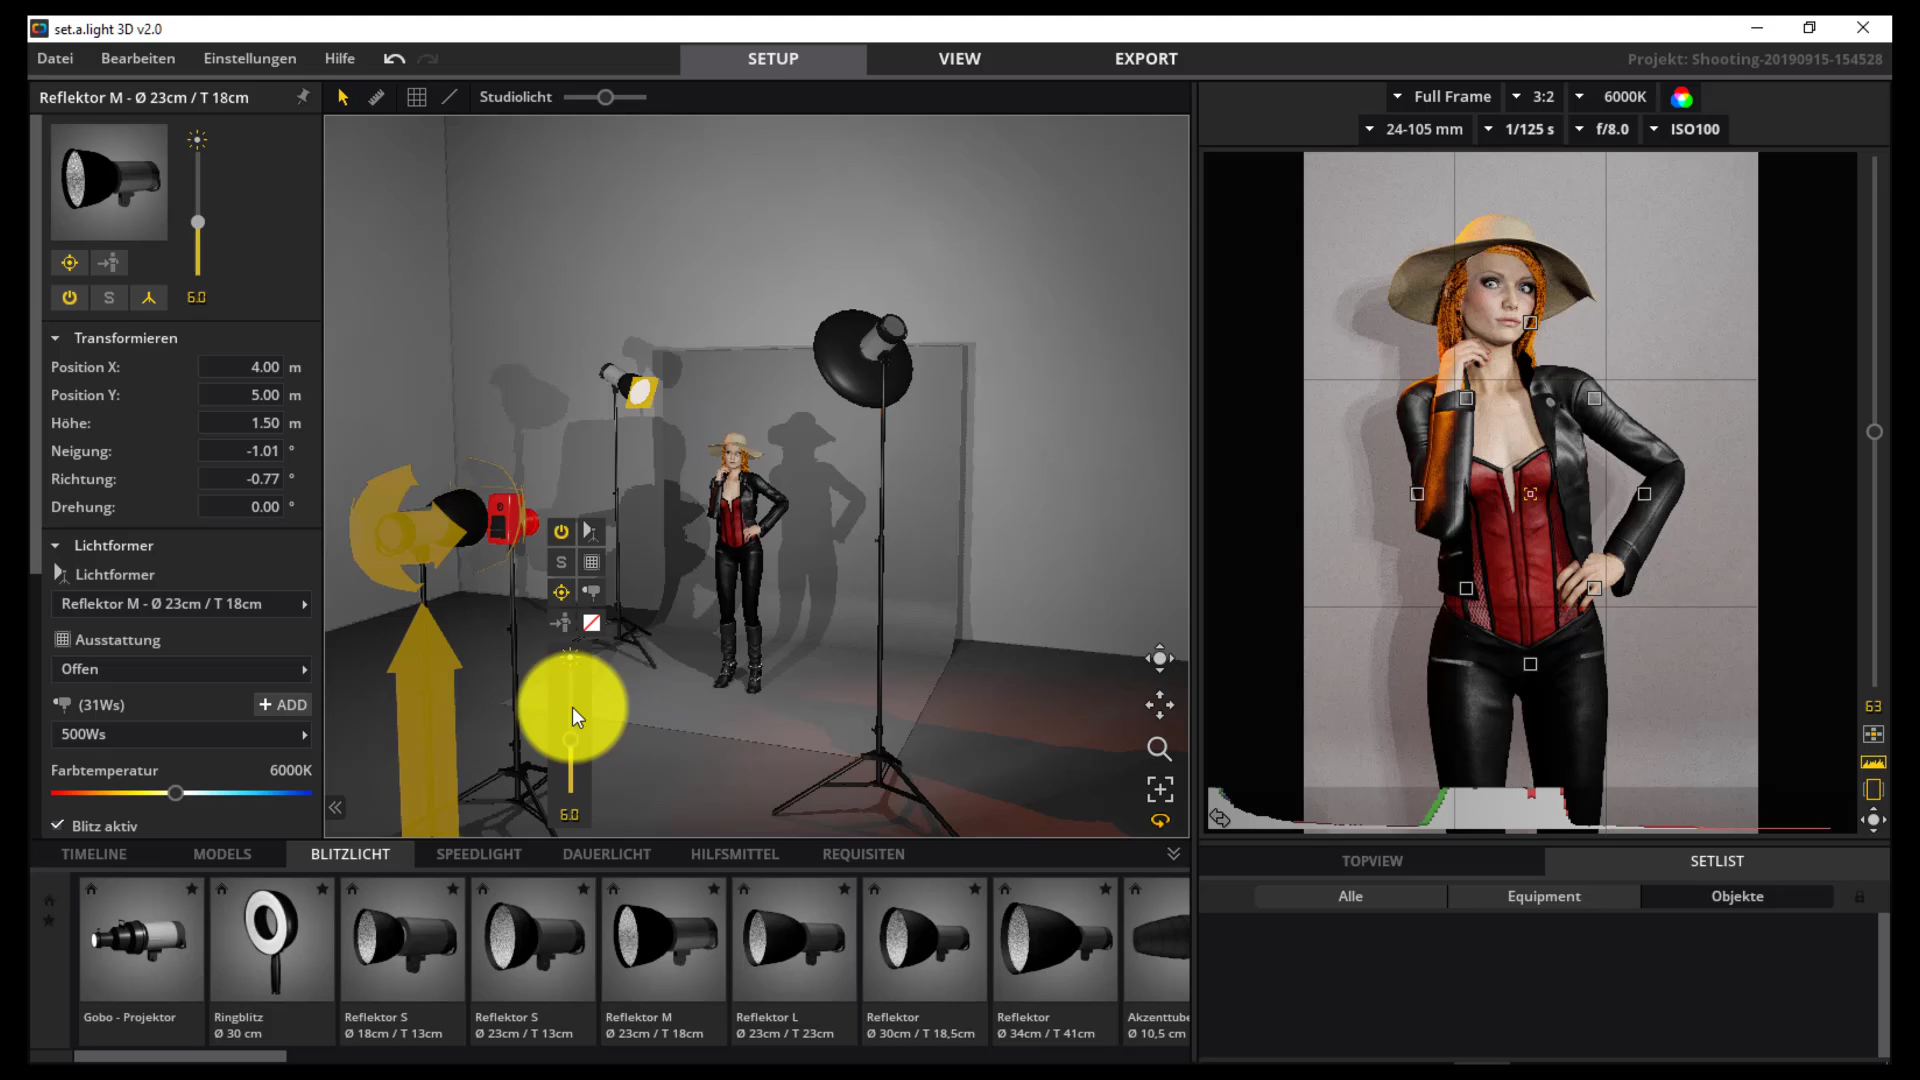 set.a.light 3D v2.0
Datei Bearbeiten Einstellungen Hilfe
SETUP VIEW EXPORT
Projekt: Shooting-20190915-154528
Reflektor M - Ø 23cm / T 18cm
Studiolicht
Full Frame 3:2 6000K
24-105 mm 1/125 s f/8.0 ISO100
S
6.0
Transformieren
Position X: 4.00 m
Position Y: 5.00 m
Höhe: 1.50 m
Neigung: -1.01 °
Richtung: -0.77 °
Drehung: 0.00 °
Lichtformer
Lichtformer
Reflektor M - Ø 23cm / T 18cm
Ausstattung
Offen
(31Ws) + ADD
500Ws
Farbtemperatur 6000K
Blitz aktiv
S
6.0
63
TIMELINE MODELS BLITZLICHT SPEEDLIGHT DAUERLICHT HILFSMITTEL REQUISITEN
Gobo - Projektor
Ringblitz
Ø 30 cm
Reflektor S
Ø 18cm / T 13cm
Reflektor S
Ø 23cm / T 13cm
Reflektor M
Ø 23cm / T 18cm
Reflektor L
Ø 23cm / T 23cm
Reflektor
Ø 30cm / T 18,5cm
Reflektor
Ø 34cm / T 41cm
Akzenttube
Ø 10,5 cm
TOPVIEW SETLIST
Alle Equipment Objekte